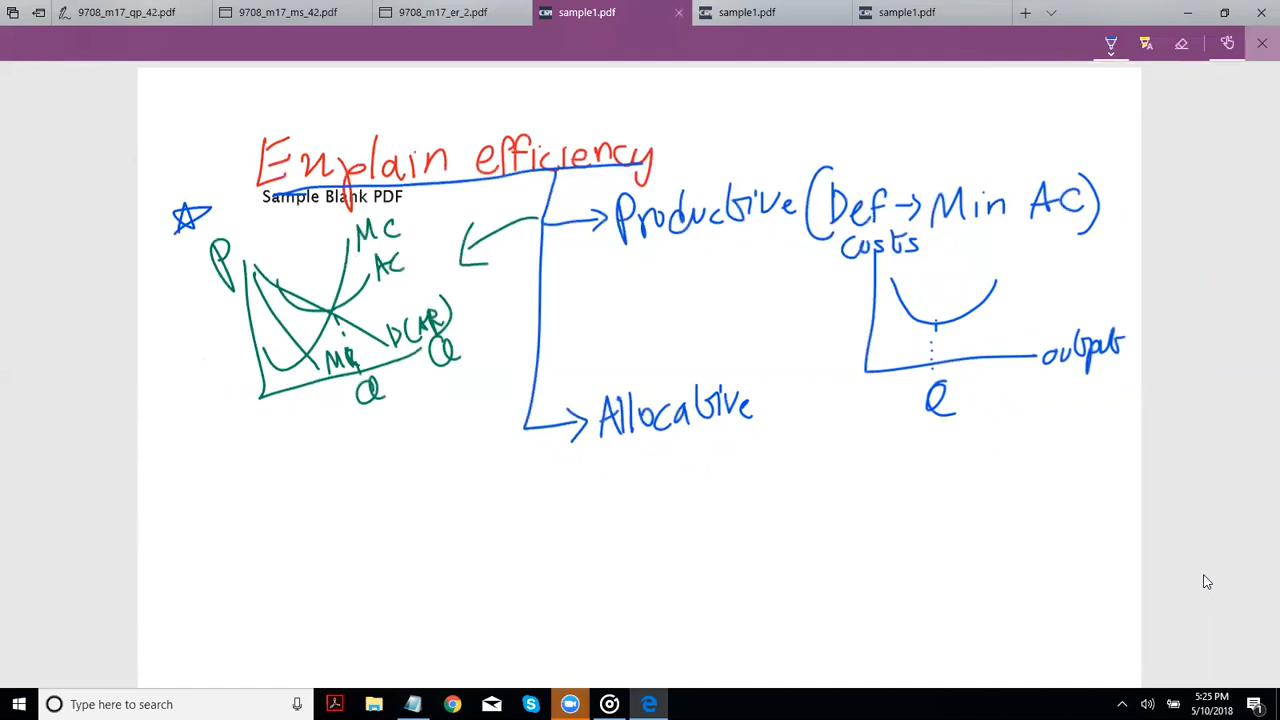 9708_m17_qp_42.pdf
9708_m17_ms_42.pdf
9708_m17_er_2.pdf
sample1.pdf
sample1.pdf
sample1.pdf
Enplain efficiency
Sample Blank PDF
Productive (Def → Min AC)
costs
output
Q
P
MC
AC
D(AR)
MR
Q
Q
Allocative
Type here to search
5:25 PM
5/10/2018